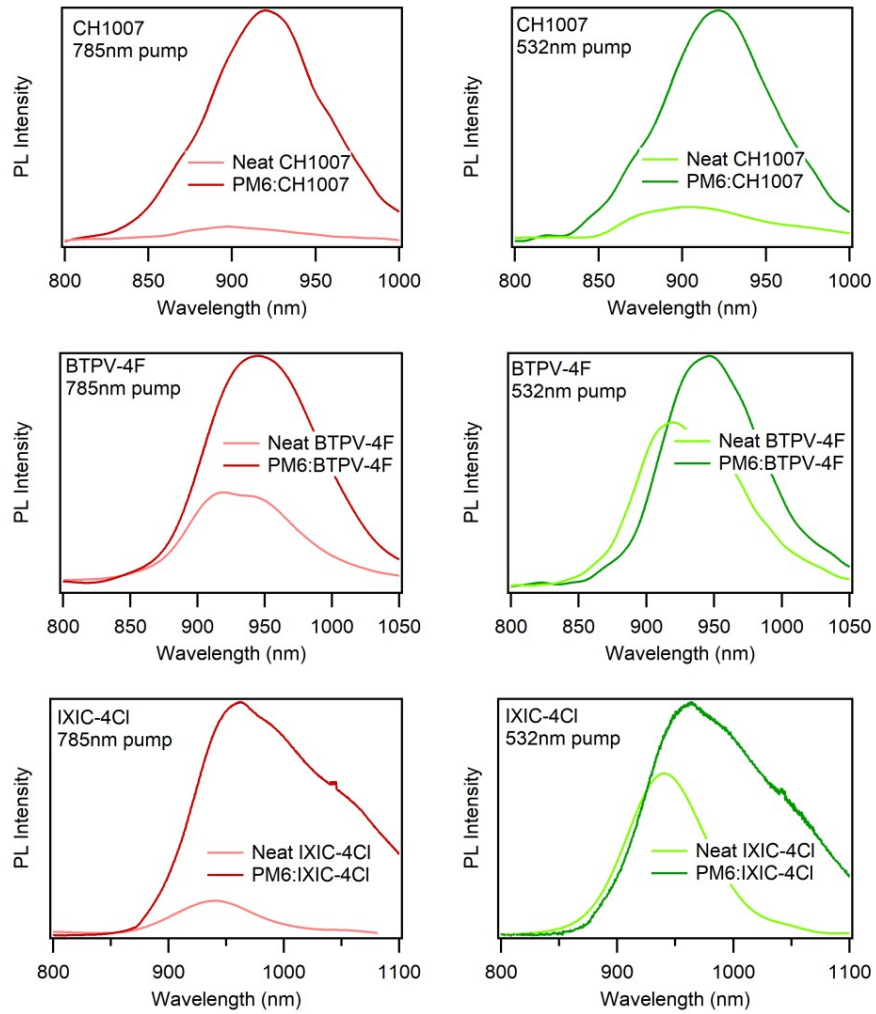 CH1007
785nm pump
PL Intensity
Neat CH1007
PM6:CH1007
800 850 900 950 1000
Wavelength (nm)
CH1007
532nm pump
PL Intensity
Neat CH1007
PM6:CH1007
800 850 900 950 1000
Wavelength (nm)
BTPV-4F
785nm pump
PL Intensity
Neat BTPV-4F
PM6:BTPV-4F
800 850 900 950 1000 1050
Wavelength (nm)
BTPV-4F
532nm pump
PL Intensity
Neat BTPV-4F
PM6:BTPV-4F
800 850 900 950 1000 1050
Wavelength (nm)
IXIC-4Cl
785nm pump
PL Intensity
Neat IXIC-4Cl
PM6:IXIC-4Cl
800 900 1000 1100
Wavelength (nm)
IXIC-4Cl
532nm pump
PL Intensity
Neat IXIC-4Cl
PM6:IXIC-4Cl
800 900 1000 1100
Wavelength (nm)